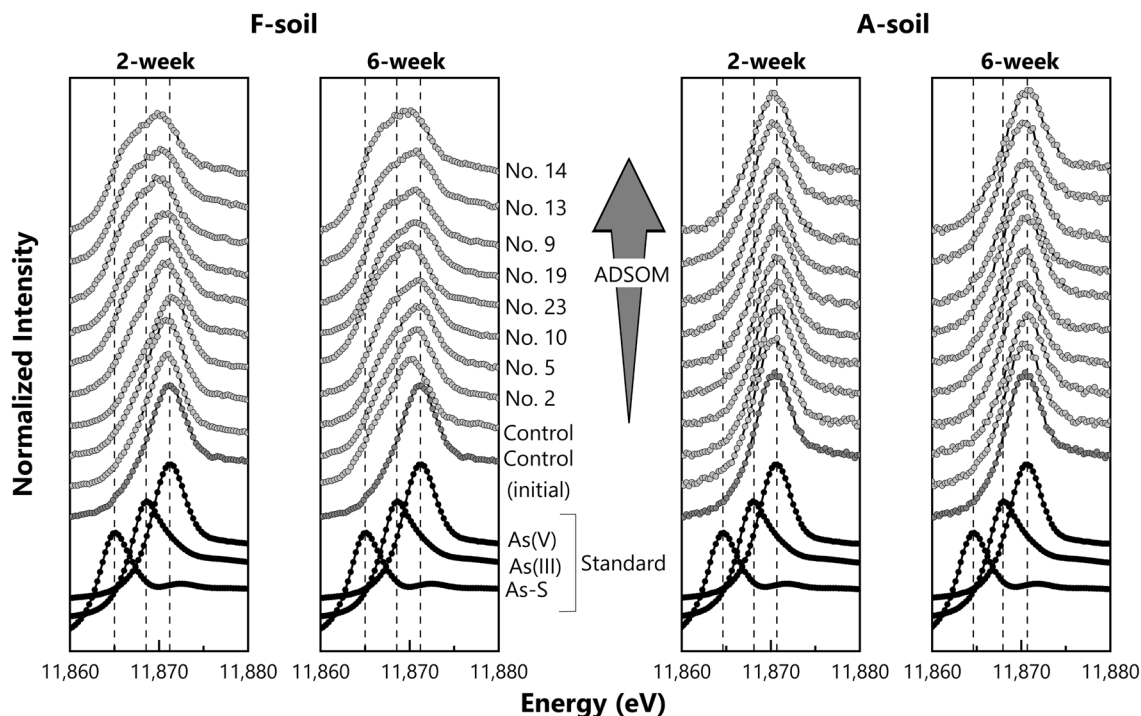 F-soil
A-soil
2-week
6-week
2-week
6-week
Normalized Intensity
No. 14
No. 13
No. 9
No. 19
No. 23
No. 10
No. 5
No. 2
Control
Control
(initial)
As(V)
As(III)
As-S
Standard
ADSOM
11,860 11,870 11,880
11,860 11,870 11,880
11,860 11,870 11,880
11,860 11,870 11,880
Energy (eV)